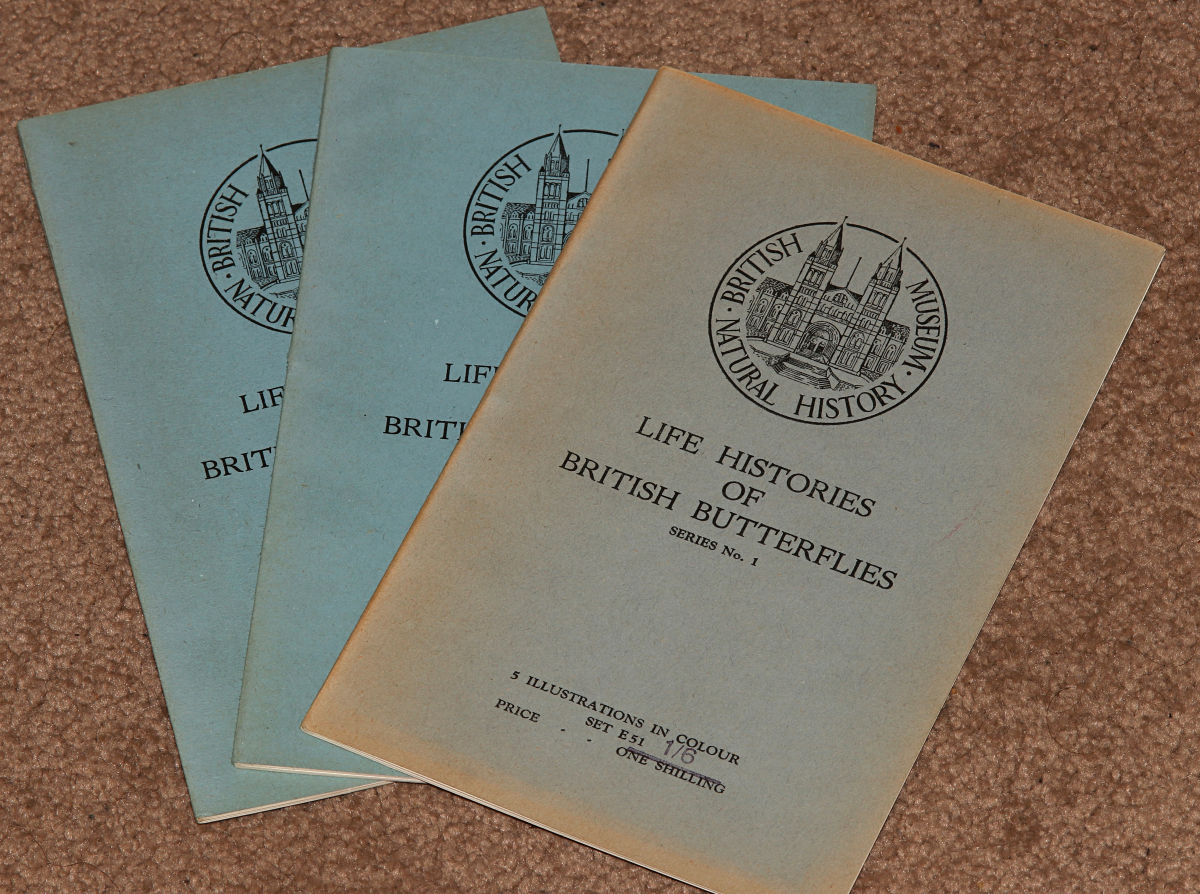 BRITISH
NATUR
LIF
BRIT
BRITISH
NATUR
LIF
BRITI
BRITISH MUSEUM
NATURAL HISTORY
LIFE HISTORIES
OF
BRITISH BUTTERFLIES
SERIES No. 1
5 ILLUSTRATIONS IN COLOUR
SET E 51
1/6
PRICE - - ONE SHILLING